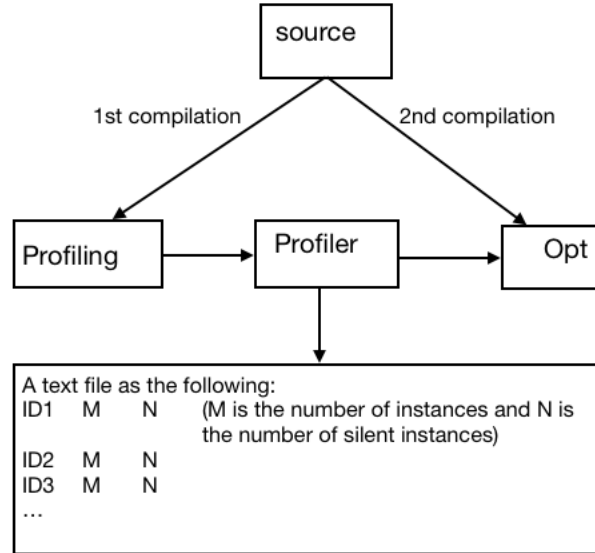 source
1st compilation
2nd compilation
Profiling
Profiler
Opt
A text file as the following:
ID1 M N (M is the number of instances and N is
the number of silent instances)
ID2 M N
ID3 M N
…